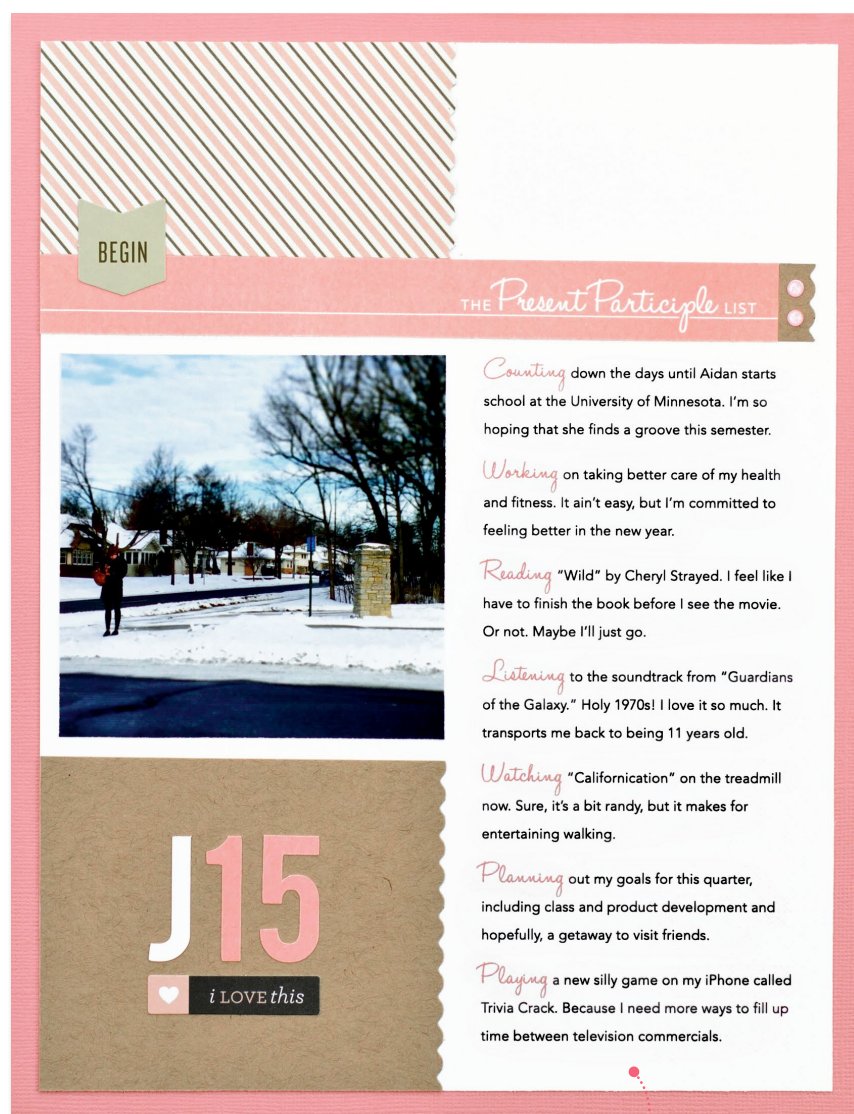 BEGIN
THE Present Participle LIST
Counting down the days until Aidan starts
school at the University of Minnesota. I'm so
hoping that she finds a groove this semester.
Working on taking better care of my health
and fitness. It ain't easy, but I'm committed to
feeling better in the new year.
Reading "Wild" by Cheryl Strayed. I feel like I
have to finish the book before I see the movie.
Or not. Maybe I'll just go.
Listening to the soundtrack from "Guardians
of the Galaxy." Holy 1970s! I love it so much. It
transports me back to being 11 years old.
Watching "Californication" on the treadmill
now. Sure, it's a bit randy, but it makes for
entertaining walking.
Planning out my goals for this quarter,
including class and product development and
hopefully, a getaway to visit friends.
Playing a new silly game on my iPhone called
Trivia Crack. Because I need more ways to fill up
time between television commercials.
J15
i LOVE this